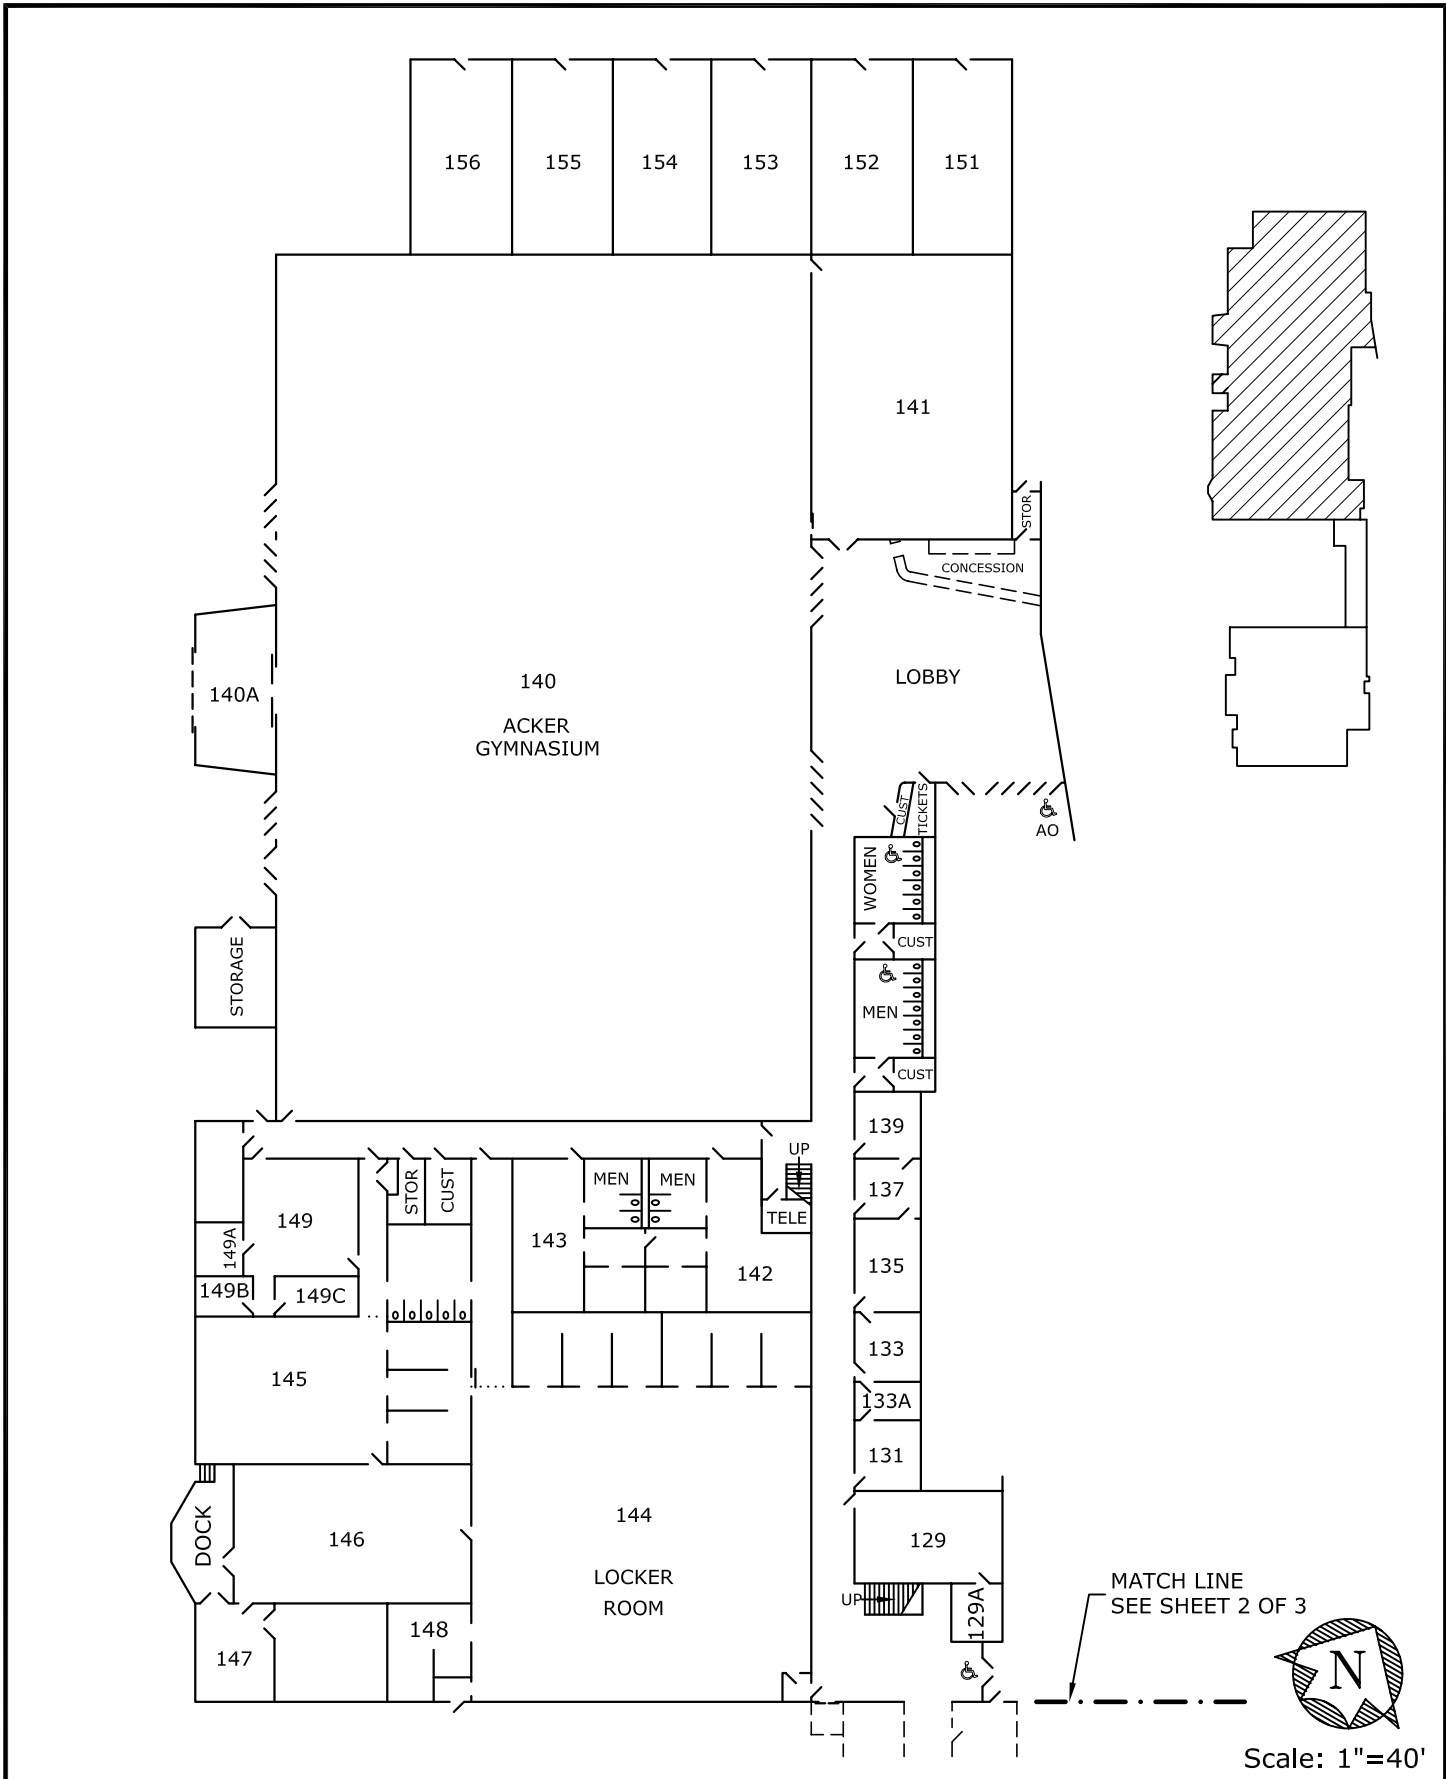 156
155
154
153
152
151
141
STOR
CONCESSION
140A
140
ACKER
GYMNASIUM
LOBBY
CUST
TICKETS
AO
WOMEN
CUST
STORAGE
MEN
CUST
139
UP
MEN
MEN
STOR
CUST
137
TELE
149
149A
143
142
135
149B
149C
133
145
133A
131
144
DOCK
146
129
LOCKER
ROOM
UP
129A
MATCH LINE
SEE SHEET 2 OF 3
148
147
N
Scale: 1"=40'